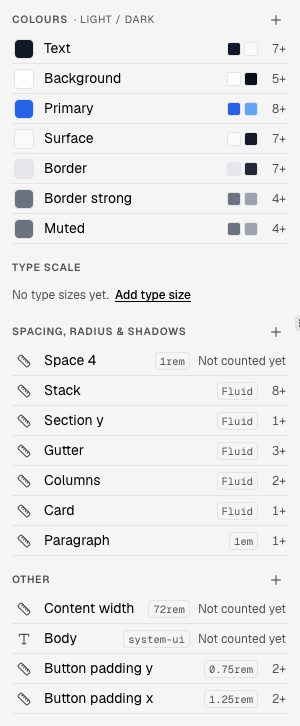 COLOURS · LIGHT / DARK +
Text 7+
Background 5+
Primary 8+
Surface 7+
Border 7+
Border strong 4+
Muted 4+
TYPE SCALE
No type sizes yet. Add type size
SPACING, RADIUS & SHADOWS +
Space 4 1rem Not counted yet
Stack Fluid 8+
Section y Fluid 1+
Gutter Fluid 3+
Columns Fluid 2+
Card Fluid 1+
Paragraph 1em 1+
OTHER +
Content width 72rem Not counted yet
Body system-ui Not counted yet
Button padding y 0.75rem 2+
Button padding x 1.25rem 2+